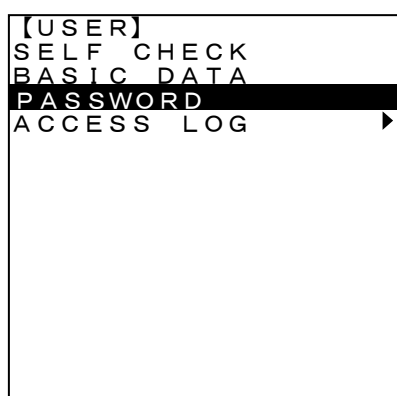 【USER】
SELF CHECK
BASIC DATA
PASSWORD
ACCESS LOG